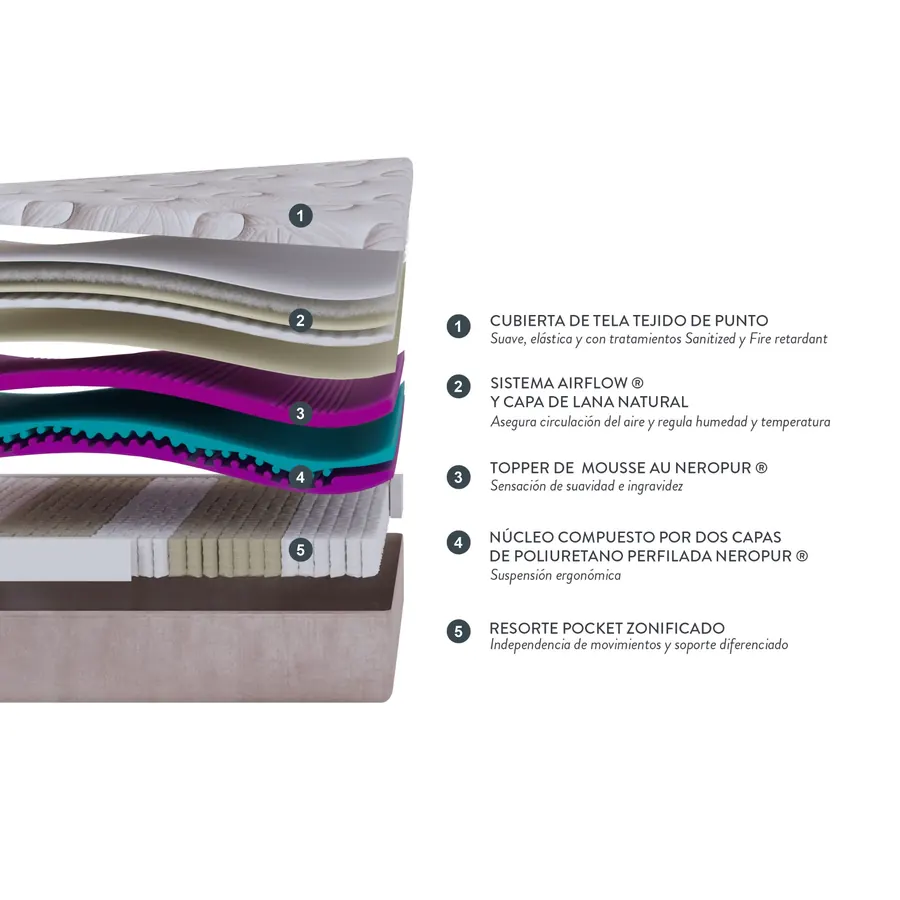 1
2
3
4
5
1 CUBIERTA DE TELA TEJIDO DE PUNTO
Suave, elástica y con tratamientos Sanitized y Fire retardant
2 SISTEMA AIRFLOW ®
Y CAPA DE LANA NATURAL
Asegura circulación del aire y regula humedad y temperatura
3 TOPPER DE MOUSSE AU NEROPUR ®
Sensación de suavidad e ingravidez
4 NÚCLEO COMPUESTO POR DOS CAPAS
DE POLIURETANO PERFILADA NEROPUR ®
Suspensión ergonómica
5 RESORTE POCKET ZONIFICADO
Independencia de movimientos y soporte diferenciado